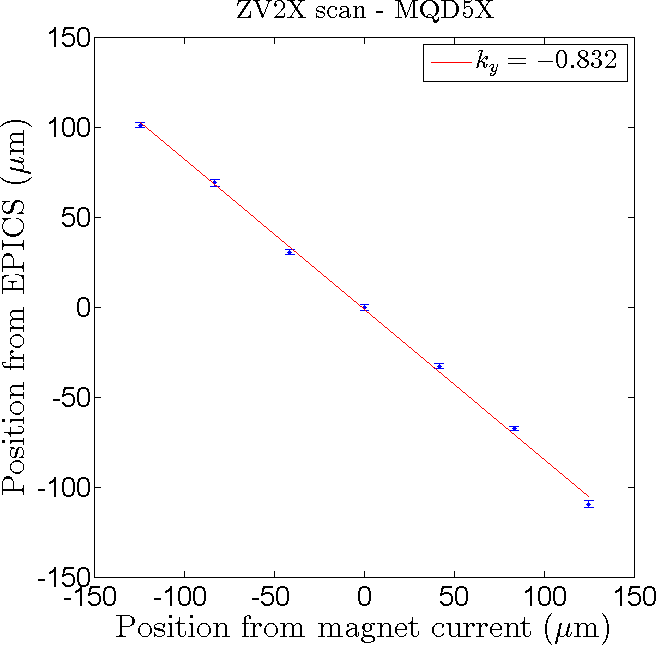 ZV2X scan - MQD5X
k_y = −0.832
150
100
50
0
-50
-100
-150
Position from EPICS (μm)
-150 -100 -50 0 50 100 150
Position from magnet current (μm)